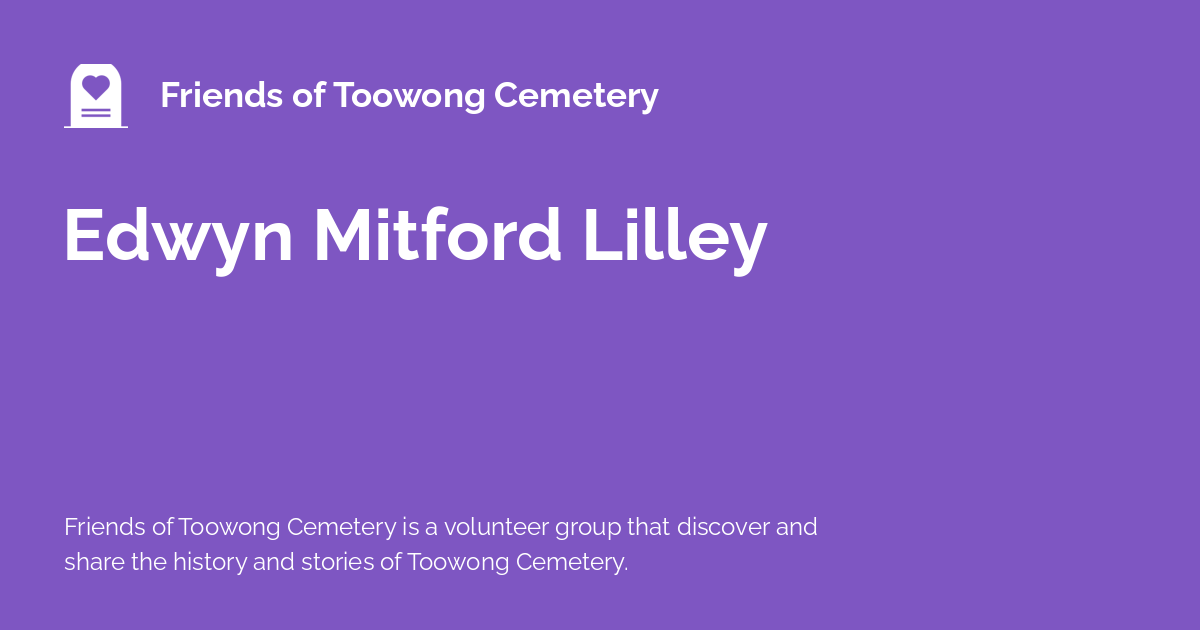 Friends of Toowong Cemetery
Edwyn Mitford Lilley
Friends of Toowong Cemetery is a volunteer group that discover and
share the history and stories of Toowong Cemetery.